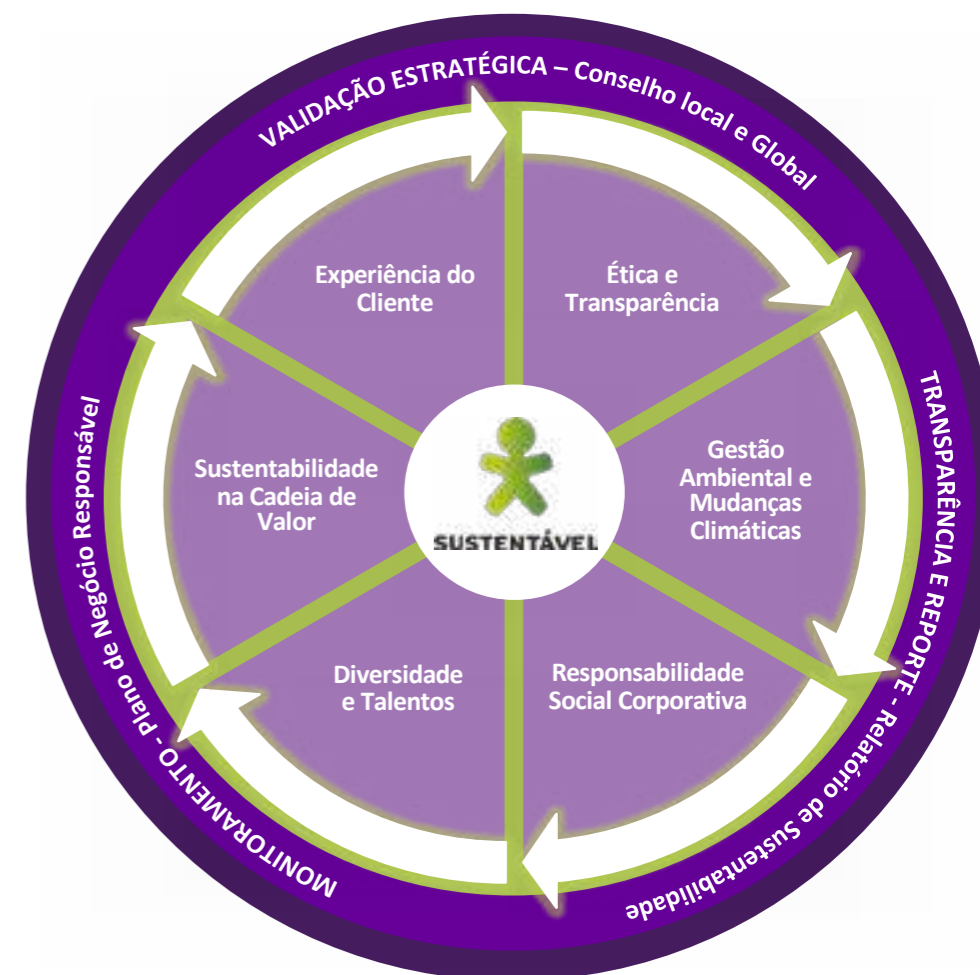 VALIDAÇÃO ESTRATÉGICA – Conselho local e Global
TRANSPARÊNCIA E REPORTE - Relatório de Sustentabilidade
MONITORAMENTO - Plano de Negócio Responsável
Experiência do
Cliente
Ética e
Transparência
Gestão
Ambiental e
Mudanças
Climáticas
Responsabilidade
Social Corporativa
Diversidade
e Talentos
Sustentabilidade
na Cadeia de
Valor
SUSTENTÁVEL